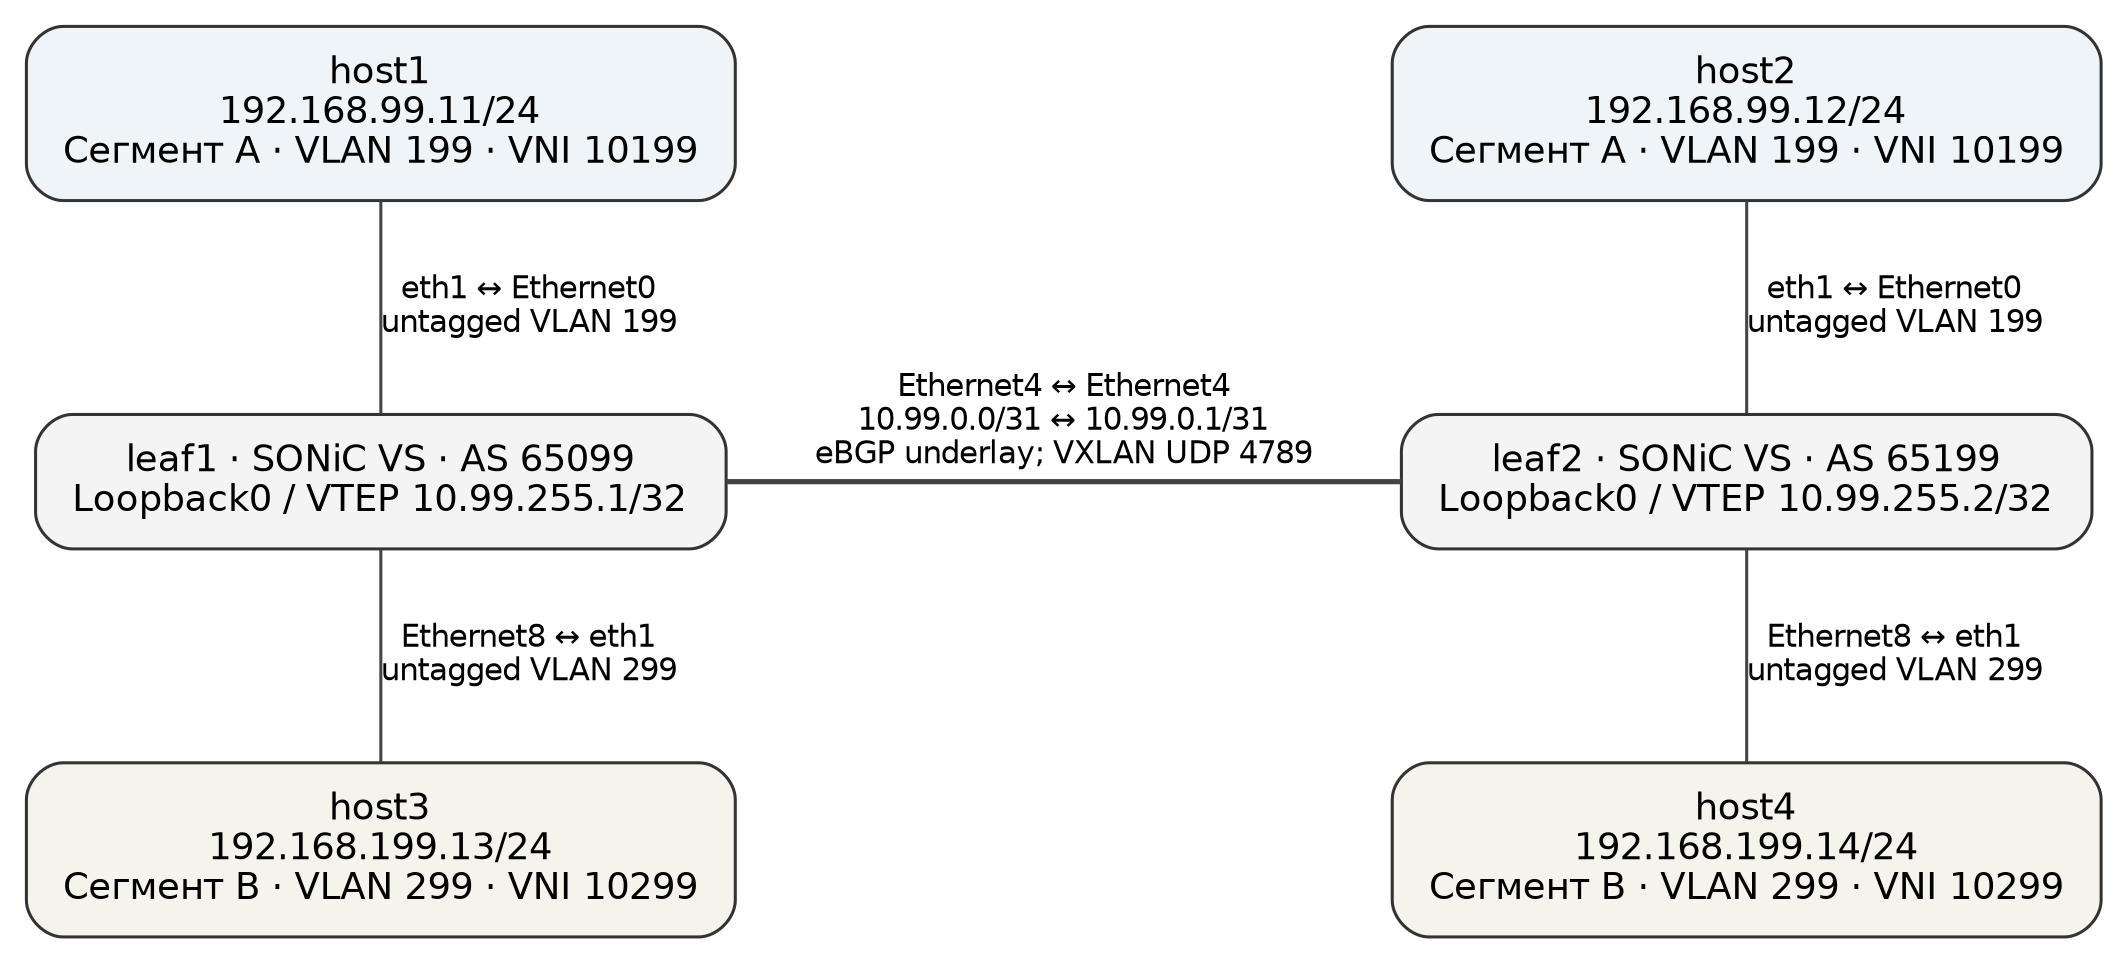 host1
192.168.99.11/24
Сегмент A · VLAN 199 · VNI 10199
host2
192.168.99.12/24
Сегмент A · VLAN 199 · VNI 10199
eth1 ↔ Ethernet0
untagged VLAN 199
eth1 ↔ Ethernet0
untagged VLAN 199
Ethernet4 ↔ Ethernet4
10.99.0.0/31 ↔ 10.99.0.1/31
eBGP underlay; VXLAN UDP 4789
leaf1 · SONiC VS · AS 65099
Loopback0 / VTEP 10.99.255.1/32
leaf2 · SONiC VS · AS 65199
Loopback0 / VTEP 10.99.255.2/32
Ethernet8 ↔ eth1
untagged VLAN 299
Ethernet8 ↔ eth1
untagged VLAN 299
host3
192.168.199.13/24
Сегмент B · VLAN 299 · VNI 10299
host4
192.168.199.14/24
Сегмент B · VLAN 299 · VNI 10299